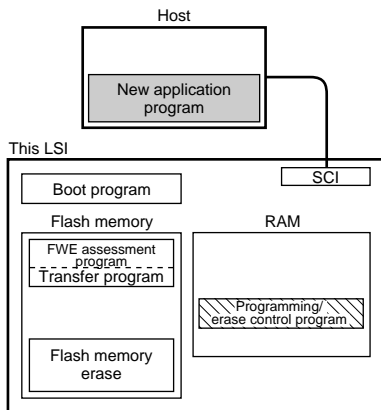 Host
New application
program
This LSI
SCI
Boot program
Flash memory
RAM
FWE assessment
program
Transfer program
Programming/
erase control program
Flash memory
erase